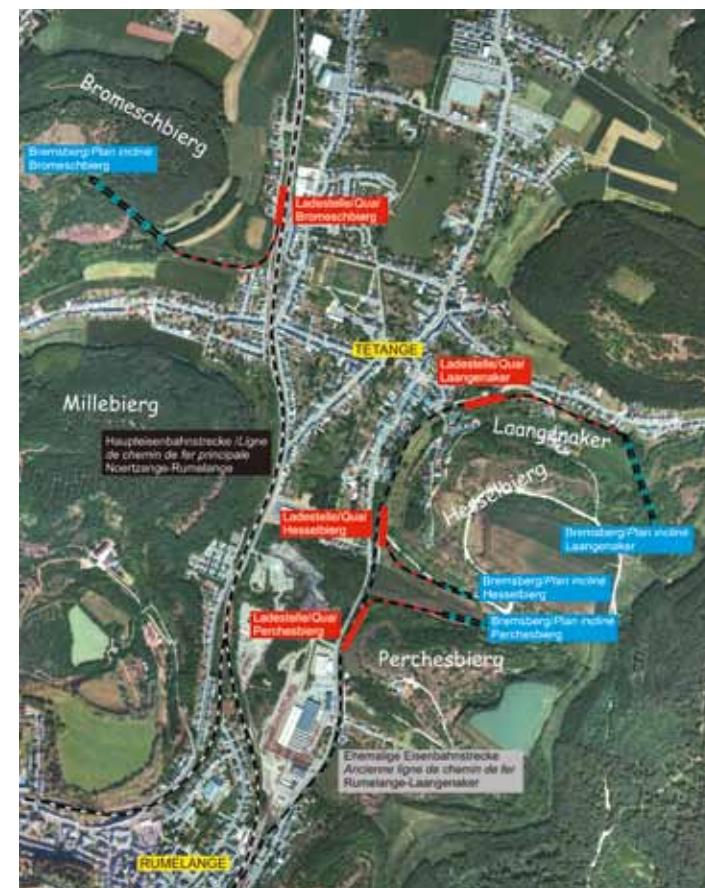 Bromeschbierg
Bremsberg/Plan incliné
Bromeschbierg
Ladestelle/Quai
Bromeschbierg
TETANGE
Ladestelle/Quai
Laangenaker
Millebierg
Laangenaker
Haupteisenbahnstrecke /Ligne
de chemin de fer principale
Noertzange-Rumelange
Hesselbierg
Ladestelle/Quai
Hesselbierg
Bremsberg/Plan incliné
Laangenaker
Bremsberg/Plan incliné
Hesselbierg
Ladestelle/Quai
Perchesbierg
Bremsberg/Plan incliné
Perchesbierg
Perchesbierg
Ehemalige Eisenbahnstrecke
Ancienne ligne de chemin de fer
Rumelange-Laangenaker
RUMELANGE